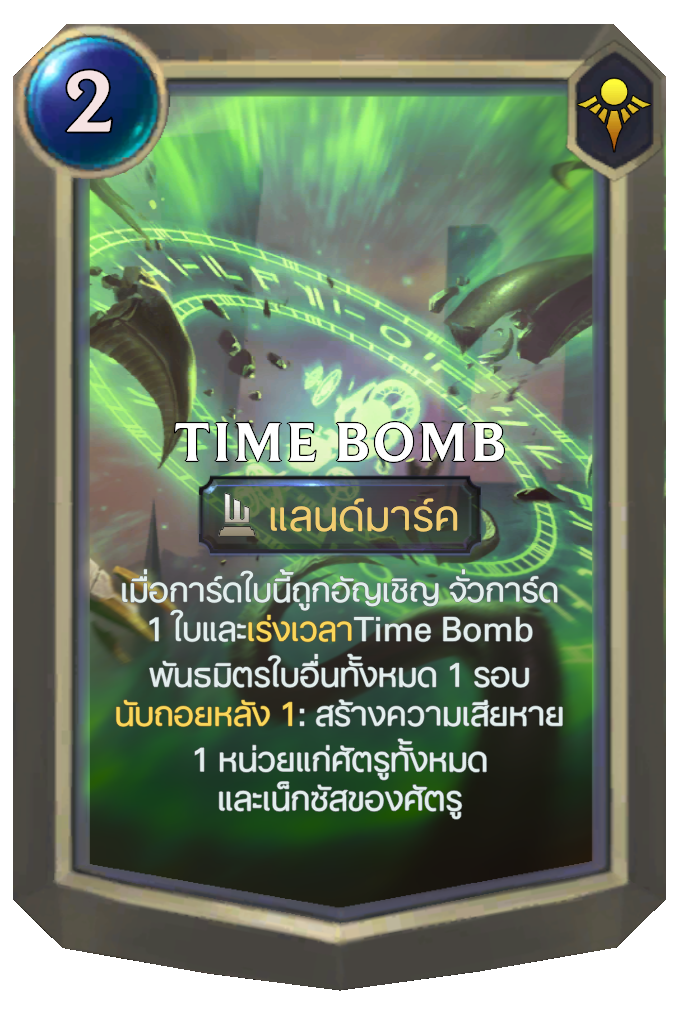 2
TIME BOMB
แลนด์มาร์ค
เมื่อการ์ดใบนี้ถูกอัญเชิญ จั่วการ์ด
1 ใบและเร่งเวลาTime Bomb
พันธมิตรใบอื่นทั้งหมด 1 รอบ
นับถอยหลัง 1: สร้างความเสียหาย
1 หน่วยแก่ศัตรูทั้งหมด
และเน็กซัสของศัตรู